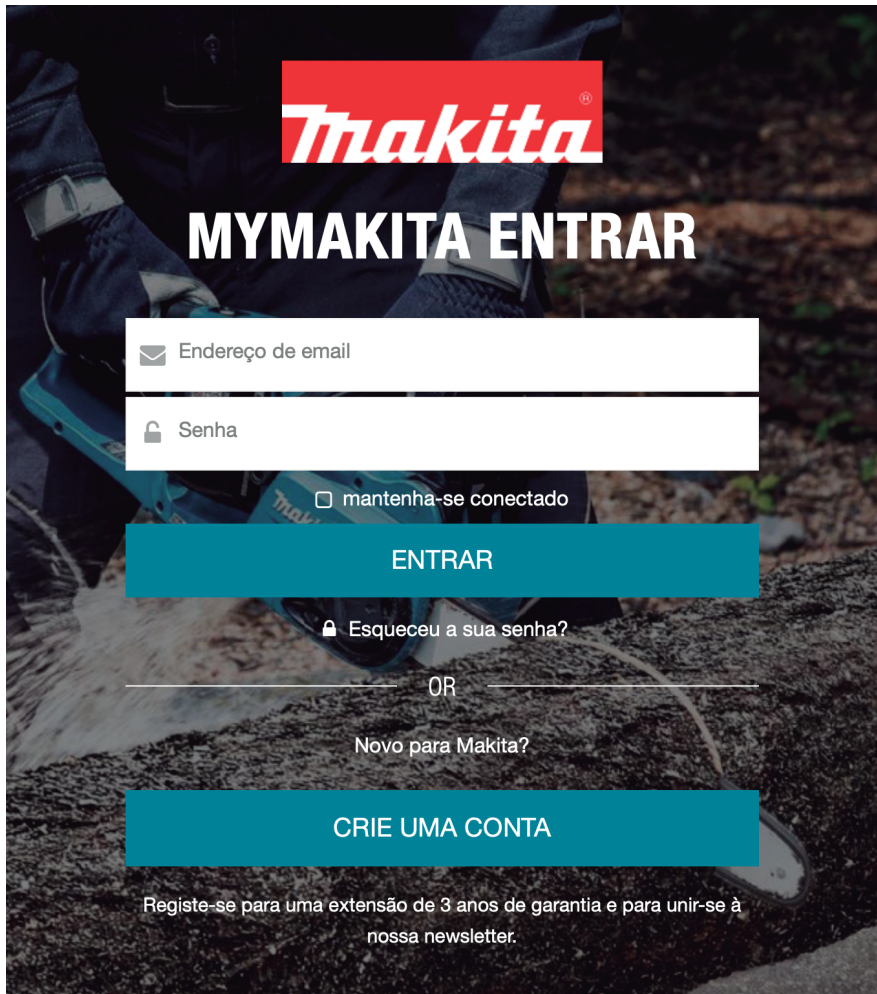 makita®
MYMAKITA ENTRAR
Endereço de email
Senha
mantenha-se conectado
ENTRAR
Esqueceu a sua senha?
OR
Novo para Makita?
CRIE UMA CONTA
Registe-se para uma extensão de 3 anos de garantia e para unir-se à
nossa newsletter.